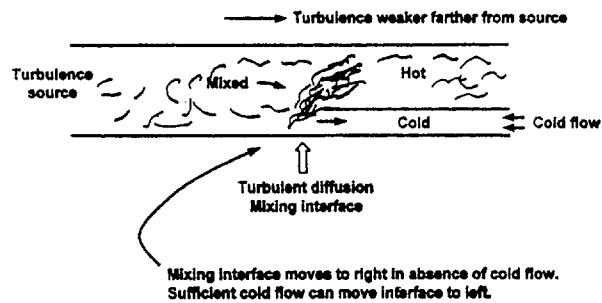 Turbulence weaker farther from source
Turbulence
source
Mixed
Hot
Cold
Cold flow
Turbulent diffusion
Mixing interface
Mixing interface moves to right in absence of cold flow.
Sufficient cold flow can move interface to left.